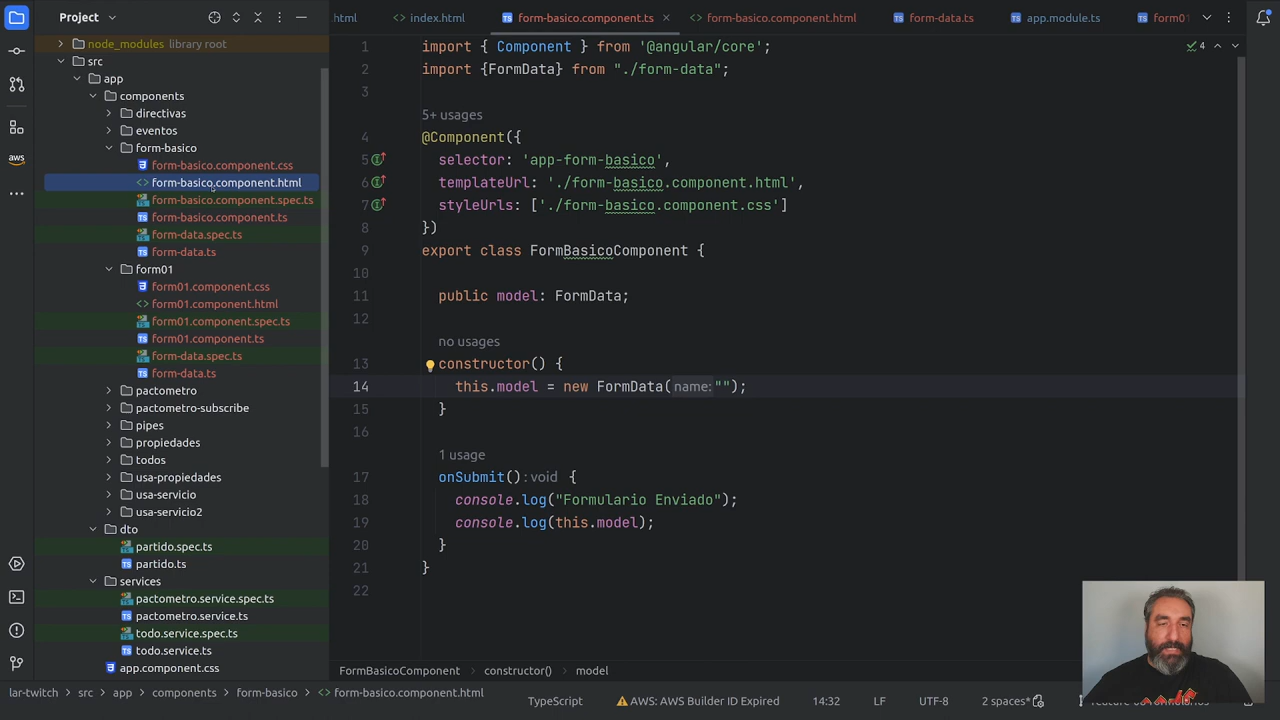 Project
.html
index.html
form-basico.component.ts
form-basico.component.html
form-data.ts
app.module.ts
form01
node_modules library root
src
app
components
directivas
eventos
form-basico
form-basico.component.css
form-basico.component.html
form-basico.component.spec.ts
form-basico.component.ts
form-data.spec.ts
form-data.ts
form01
form01.component.css
form01.component.html
form01.component.spec.ts
form01.component.ts
form-data.spec.ts
form-data.ts
pactometro
pactometro-subscribe
pipes
propiedades
todos
usa-propiedades
usa-servicio
usa-servicio2
dto
partido.spec.ts
partido.ts
services
pactometro.service.spec.ts
pactometro.service.ts
todo.service.spec.ts
todo.service.ts
app.component.css
aws
1 import { Component } from '@angular/core';
2 import {FormData} from "./form-data";
3
5+ usages
4 @Component({
5 selector: 'app-form-basico',
6 templateUrl: './form-basico.component.html',
7 styleUrls: ['./form-basico.component.css']
8 })
9 export class FormBasicoComponent {
10
11 public model: FormData;
12
no usages
13 constructor() {
14 this.model = new FormData( name: "");
15 }
16
1 usage
17 onSubmit() : void {
18 console.log("Formulario Enviado");
19 console.log(this.model);
20 }
21 }
22
4
FormBasicoComponent constructor() model
lar-twitch src app components form-basico form-basico.component.html
TypeScript AWS: AWS Builder ID Expired 14:32 LF UTF-8 2 spaces*